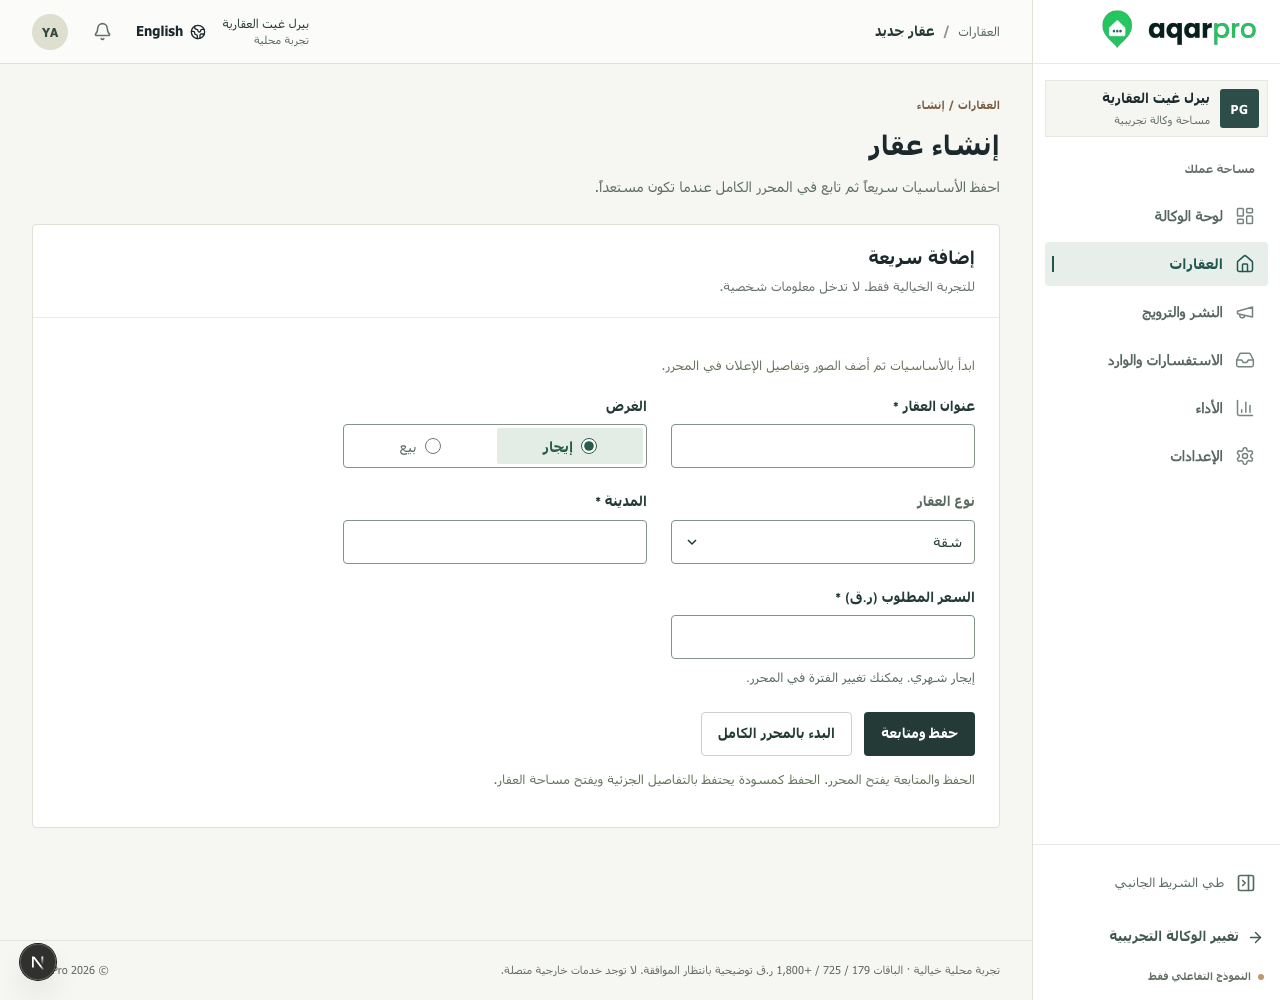 aqarpro
PG
بيرل غيت العقارية
مساحة وكالة تجريبية
مساحة عملك
لوحة الوكالة
العقارات
النشر والترويج
الاستفسارات والوارد
الأداء
الإعدادات
طي الشريط الجانبي
تغيير الوكالة التجريبية
النموذج التفاعلي فقط
العقارات / عقار جديد
بيرل غيت العقارية
تجربة محلية
English
YA
العقارات / إنشاء
إنشاء عقار
احفظ الأساسيات سريعاً ثم تابع في المحرر الكامل عندما تكون مستعداً.
إضافة سريعة
للتجربة الخيالية فقط. لا تدخل معلومات شخصية.
ابدأ بالأساسيات ثم أضف الصور وتفاصيل الإعلان في المحرر.
عنوان العقار *
الغرض
إيجار
بيع
نوع العقار
المدينة *
شقة
السعر المطلوب (ر.ق) *
إيجار شهري. يمكنك تغيير الفترة في المحرر.
حفظ ومتابعة
البدء بالمحرر الكامل
الحفظ والمتابعة يفتح المحرر. الحفظ كمسودة يحتفظ بالتفاصيل الجزئية ويفتح مساحة العقار.
تجربة محلية خيالية · الباقات 179 / 725 / +1,800 ر.ق توضيحية بانتظار الموافقة. لا توجد خدمات خارجية متصلة.
© 2026
N